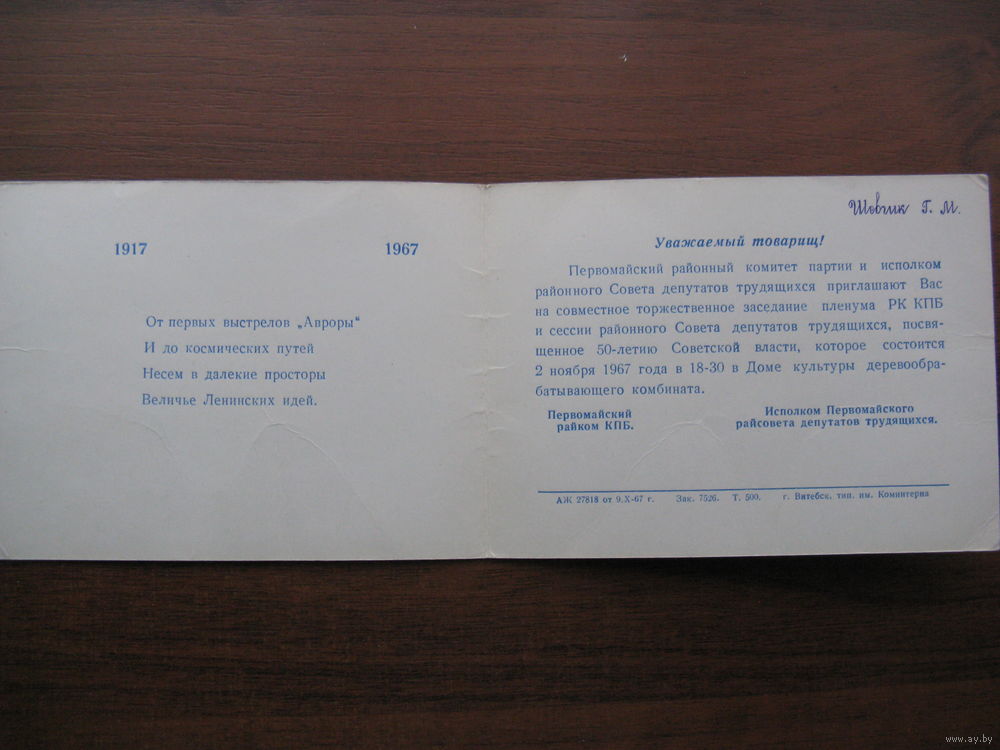 1917 1967
От первых выстрелов „Авроры“
И до космических путей
Несем в далекие просторы
Величье Ленинских идей.
Шовгик Г. М.
Уважаемый товарищ!
Первомайский районный комитет партии и исполком
районного Совета депутатов трудящихся приглашают Вас
на совместное торжественное заседание пленума РК КПБ
и сессии районного Совета депутатов трудящихся, посвя-
щенное 50-летию Советской власти, которое состоится
2 ноября 1967 года в 18-30 в Доме культуры деревообра-
батывающего комбината.
Первомайский
райком КПБ.
Исполком Первомайского
райсовета депутатов трудящихся.
АЖ 27818 от 9.X-67 г. Зак. 7526. Т. 500. г. Витебск, тип. им. Коминтерна
www.ay.by